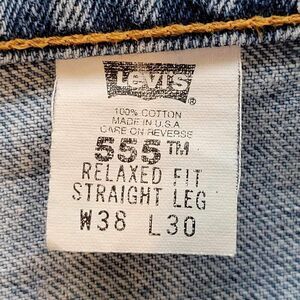 Levi's
®
100% COTTON
MADE IN U.S.A
CARE ON REVERSE
555™
RELAXED FIT
STRAIGHT LEG
W38 L30